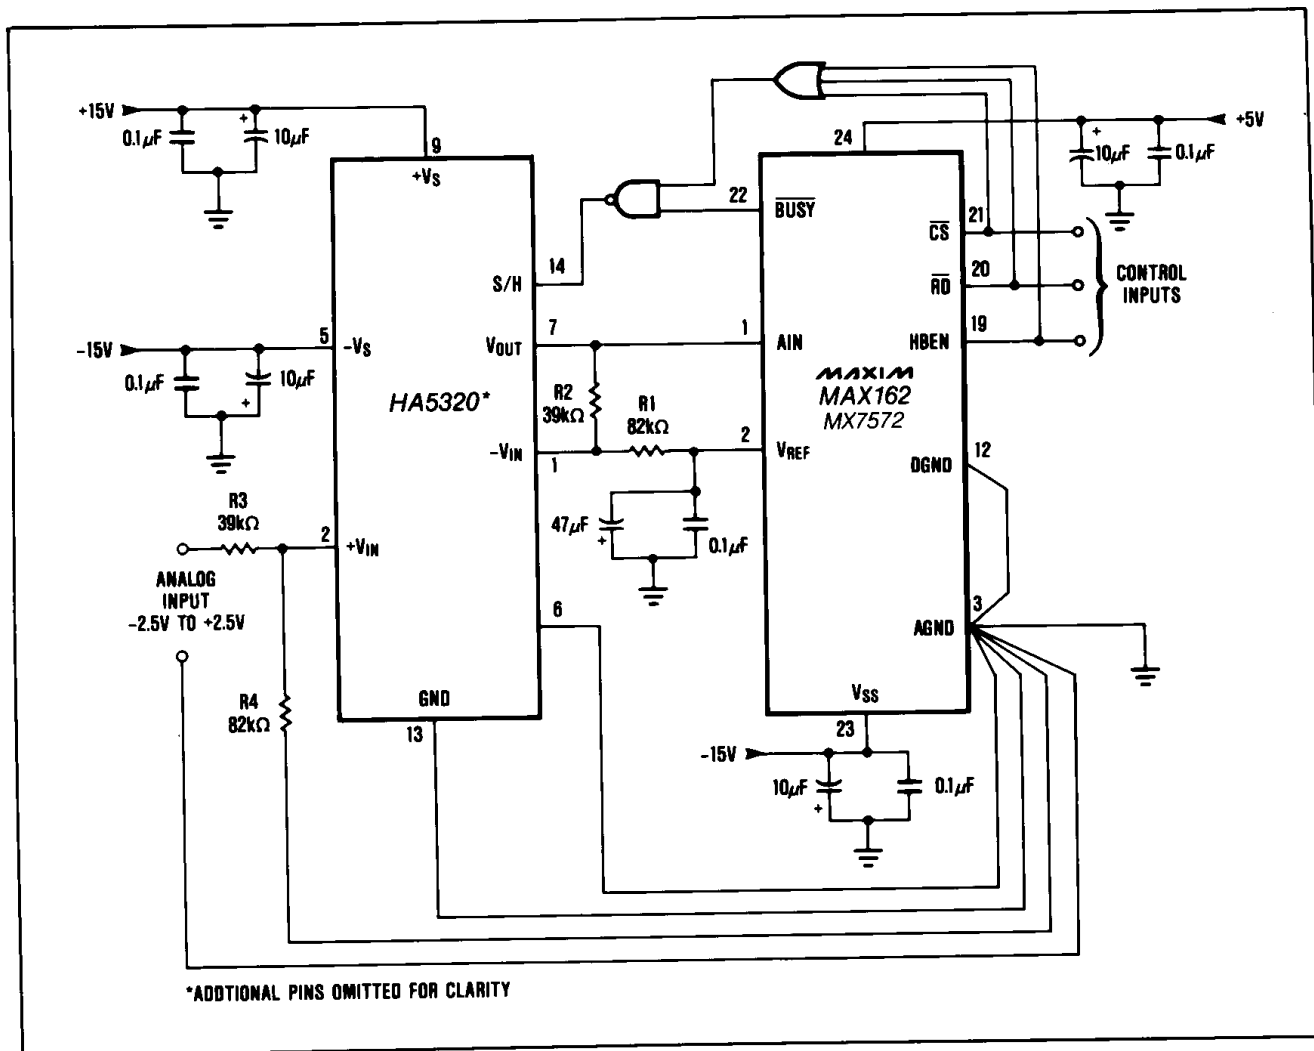 +15V
0.1µF
+
10µF
9
+VS
24
+
10µF
0.1µF
+5V
22
BUSY
21
CS
20
RD
19
HBEN
CONTROL
INPUTS
14
S/H
7
VOUT
1
AIN
-15V
5
-VS
0.1µF
10µF
+
HA5320*
R2
39kΩ
R1
82kΩ
MAXIM
MAX162
MX7572
-VIN
1
2
VREF
12
DGND
47µF
+
0.1µF
R3
39kΩ
2
+VIN
ANALOG
INPUT
-2.5V TO +2.5V
6
3
AGND
R4
82kΩ
GND
13
VSS
23
-15V
10µF
+
0.1µF
*ADDTIONAL PINS OMITTED FOR CLARITY